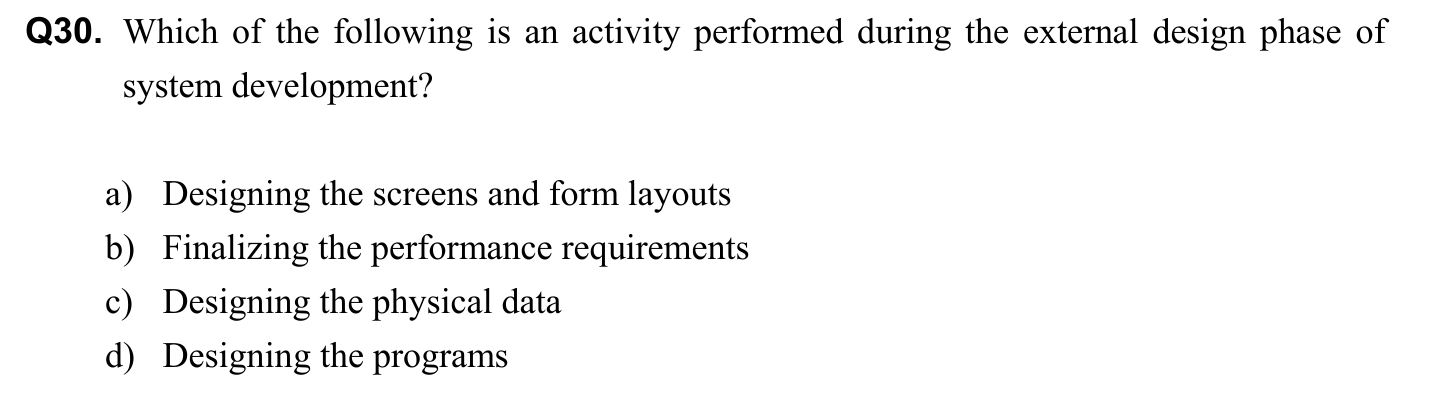 Q30. Which of the following is an activity performed during the external design phase of
system development?
a) Designing the screens and form layouts
b) Finalizing the performance requirements
c) Designing the physical data
d) Designing the programs